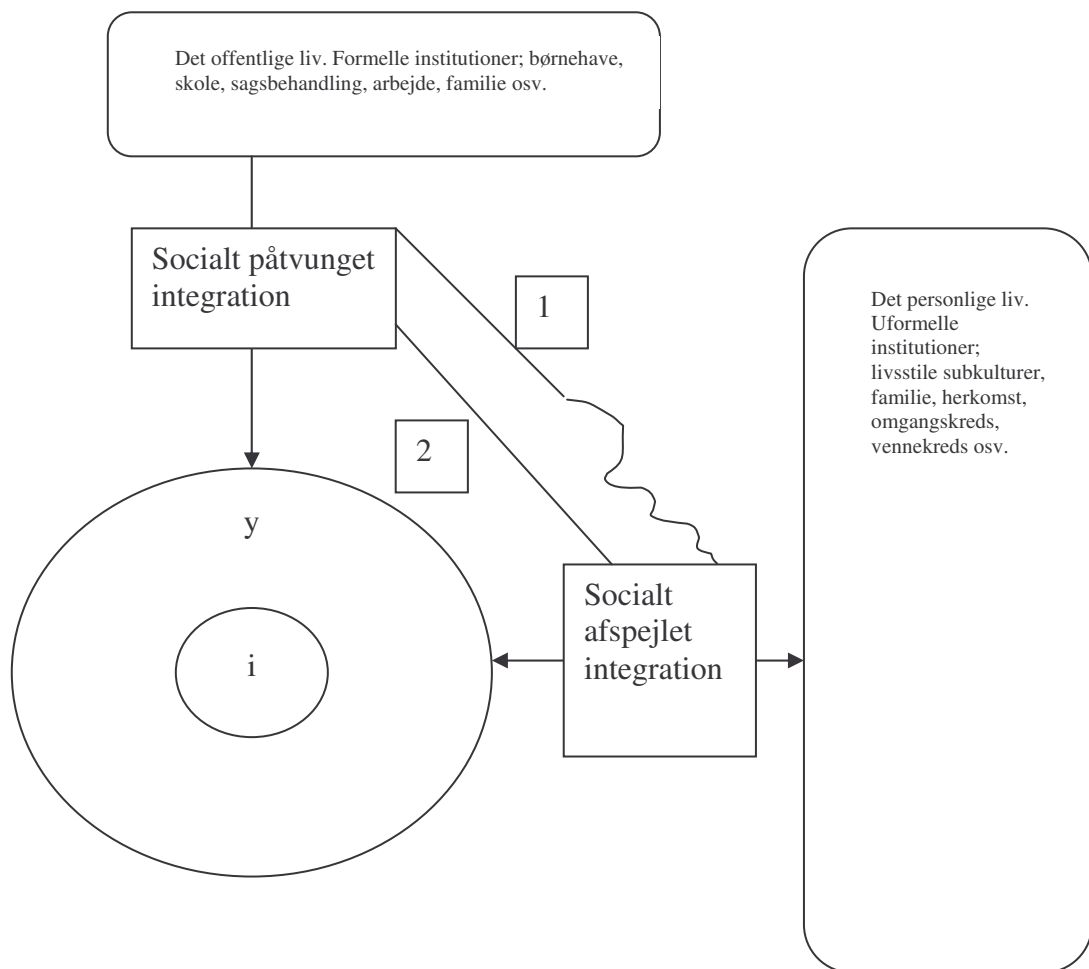 Det offentlige liv. Formelle institutioner; børnehave,
skole, sagsbehandling, arbejde, familie osv.
Socialt påtvunget
integration
1
Det personlige liv.
Uformelle
institutioner;
livsstile subkulturer,
familie, herkomst,
omgangskreds,
vennekreds osv.
2
y
i
Socialt
afspejlet
integration